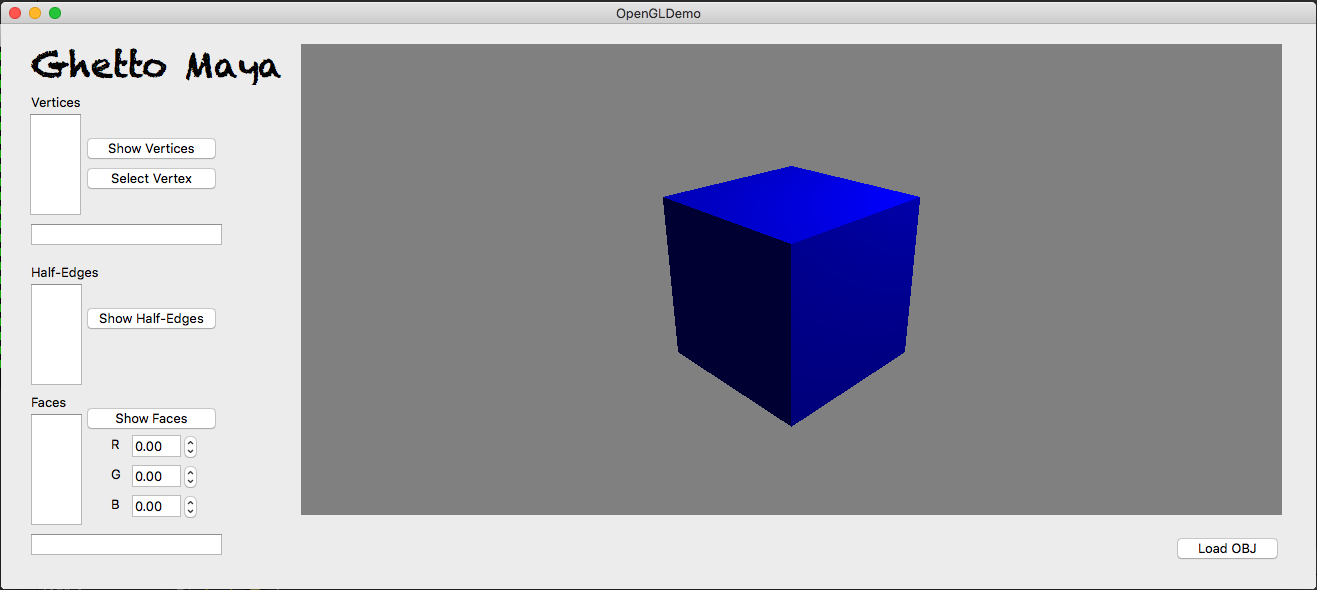 OpenGLDemo
Ghetto Maya
Vertices
Show Vertices
Select Vertex
Half-Edges
Show Half-Edges
Faces
Show Faces
R 0.00
G 0.00
B 0.00
Load OBJ